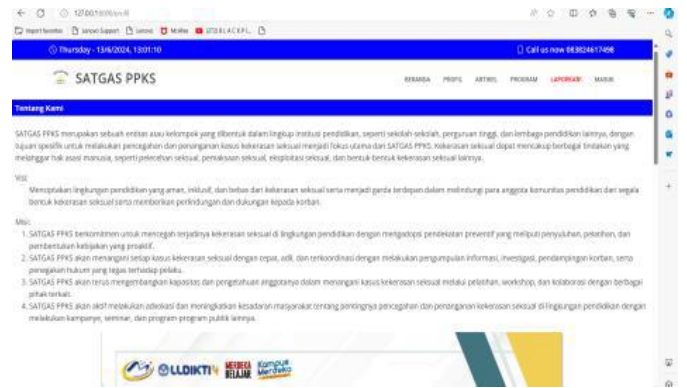 Import favorites Lenovo Support Lenovo McAfee
Thursday - 13/6/2024, 13:01:10
Call us now 083824617498
SATGAS PPKS
BERANDA PROFIL ARTIKEL PROGRAM LAPORKAN! MASUK
Tentang Kami
SATGAS PPKS merupakan sebuah entitas atau kelompok yang dibentuk dalam lingkup institusi pendidikan, seperti sekolah-sekolah, perguruan tinggi, dan lembaga pendidikan lainnya, dengan
tujuan spesifik untuk melakukan pencegahan dan penanganan kasus kekerasan seksual menjadi fokus utama dari SATGAS PPKS. Kekerasan seksual dapat mencakup berbagai tindakan yang
melanggar hak asasi manusia, seperti pelecehan seksual, pemaksaan seksual, eksploitasi seksual, dan bentuk-bentuk kekerasan seksual lainnya.
Visi:
Menciptakan lingkungan pendidikan yang aman, inklusif, dan bebas dari kekerasan seksual serta menjadi garda terdepan dalam melindungi para anggota komunitas pendidikan dari segala
bentuk kekerasan seksual serta memberikan perlindungan dan dukungan kepada korban.
Misi:
1. SATGAS PPKS berkomitmen untuk mencegah terjadinya kekerasan seksual di lingkungan pendidikan dengan mengadopsi pendekatan preventif yang meliputi penyuluhan, pelatihan, dan
pembentukan kebijakan yang proaktif.
2. SATGAS PPKS akan menangani setiap kasus kekerasan seksual dengan cepat, adil, dan terkoordinasi dengan melakukan pengumpulan informasi, investigasi, pendampingan korban, serta
penegakan hukum yang tegas terhadap pelaku.
3. SATGAS PPKS akan terus mengembangkan kapasitas dan pengetahuan anggotanya dalam menangani kasus kekerasan seksual melalui pelatihan, workshop, dan kolaborasi dengan berbagai
pihak terkait.
4. SATGAS PPKS akan aktif melakukan advokasi dan meningkatkan kesadaran masyarakat tentang pentingnya pencegahan dan penanganan kekerasan seksual di lingkungan pendidikan dengan
melakukan kampanye, seminar, dan program-program publik lainnya.
LLDIKTI MERDEKA BELAJAR Kampus Merdeka